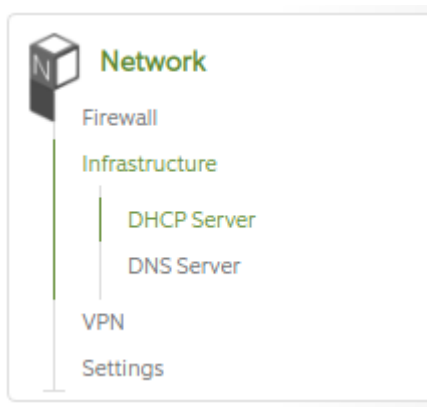 N
Network
Firewall
Infrastructure
DHCP Server
DNS Server
VPN
Settings